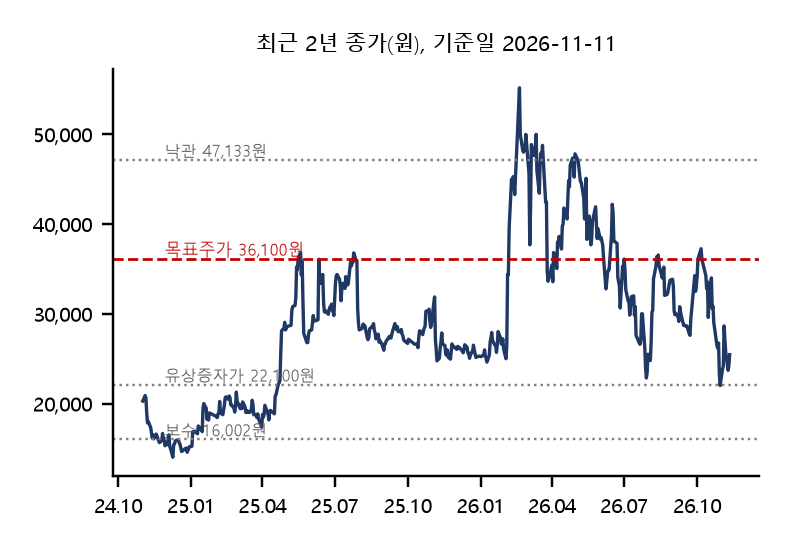 최근 2년 종가(원), 기준일 2026-11-11
50,000
낙관 47,133원
40,000
목표주가 36,100원
30,000
유상증자가 22,100원
20,000
보수 16,002원
24.10 25.01 25.04 25.07 25.10 26.01 26.04 26.07 26.10